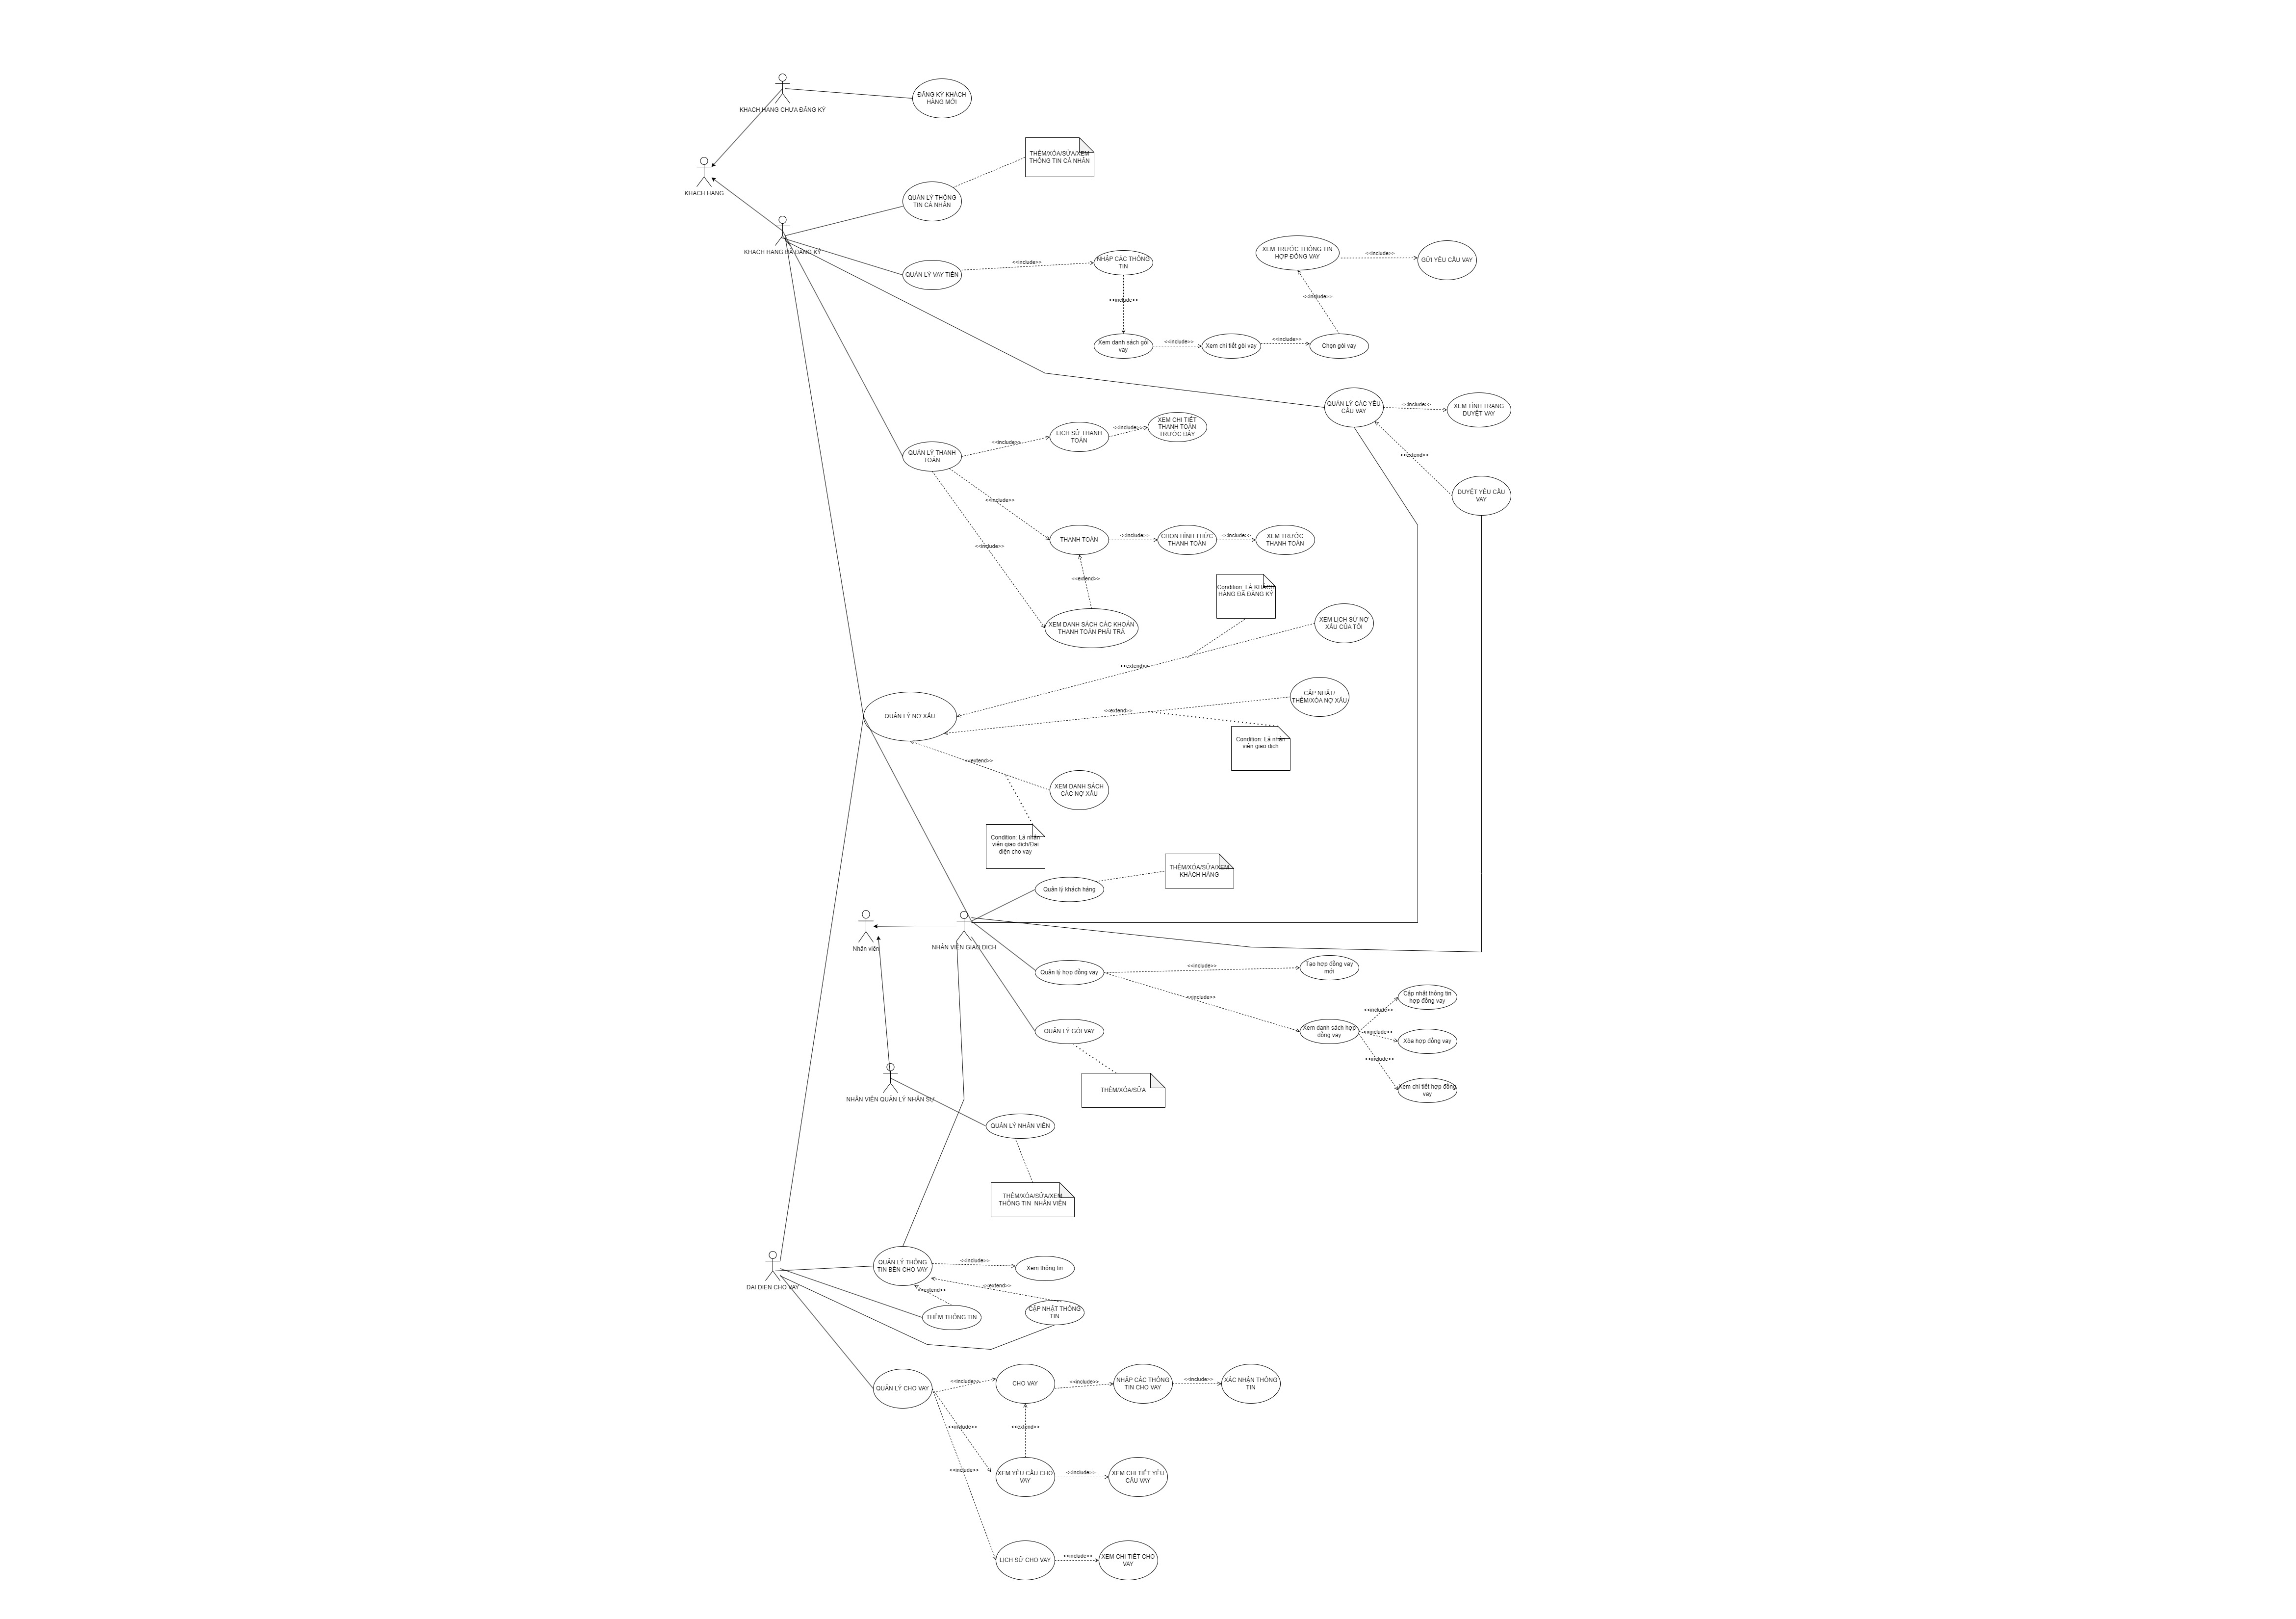 KHACH HANG CHƯA ĐĂNG KÝ
ĐĂNG KÝ KHÁCH
HÀNG MỚI
THÊM/XÓA/SỬA/XEM
THÔNG TIN CÁ NHÂN
KHACH HANG
QUẢN LÝ THÔNG
TIN CÁ NHÂN
KHACH HANG ĐÃ ĐANG KÝ
QUẢN LÝ VAY TIỀN
<<include>>
NHẬP CÁC THÔNG
TIN
XEM TRƯỚC THÔNG TIN
HỢP ĐỒNG VAY
<<include>>
GỬI YÊU CẦU VAY
<<include>>
<<include>>
Xem danh sách gói
vay
<<include>>
Xem chi tiết gói vay
<<include>>
Chọn gói vay
QUẢN LÝ CÁC YÊU
CẦU VAY
<<include>>
XEM TÌNH TRẠNG
DUYỆT VAY
<<extend>>
DUYỆT YÊU CẦU
VAY
QUẢN LÝ THANH
TOÁN
<<include>>
LỊCH SỬ THANH
TOÁN
<<include>>
XEM CHI TIẾT
THANH TOÁN
TRƯỚC ĐÂY
<<include>>
<<include>>
THANH TOÁN
<<include>>
CHỌN HÌNH THỨC
THANH TOÁN
<<include>>
XEM TRƯỚC
THANH TOÁN
<<extend>>
XEM DANH SÁCH CÁC KHOẢN
THANH TOÁN PHẢI TRẢ
Condition: LÀ KHÁCH
HÀNG ĐÃ ĐĂNG KÝ
XEM LỊCH SỬ NỢ
XẤU CỦA TÔI
<<extend>>
QUẢN LÝ NỢ XẤU
<<extend>>
CẬP NHẬT/
THÊM/XÓA NỢ XẤU
Condition: Là nhân
viên giao dịch
<<extend>>
XEM DANH SÁCH
CÁC NỢ XẤU
Condition: Là nhân
viên giao dịch/Đại
diện cho vay
Quản lý khách hàng
THÊM/XÓA/SỬA/XEM
KHÁCH HÀNG
Nhân viên
NHÂN VIÊN GIAO DỊCH
Quản lý hợp đồng vay
<<include>>
Tạo hợp đồng vay
mới
<<include>>
Xem danh sách hợp
đồng vay
<<include>>
Cập nhật thông tin
hợp đồng vay
<<include>>
Xóa hợp đồng vay
<<include>>
Xem chi tiết hợp đồng
vay
QUẢN LÝ GÓI VAY
THÊM/XÓA/SỬA
NHÂN VIÊN QUẢN LÝ NHÂN SỰ
QUẢN LÝ NHÂN VIÊN
THÊM/XÓA/SỬA/XEM
THÔNG TIN NHÂN VIÊN
DAI DIEN CHO VAY
QUẢN LÝ THÔNG
TIN BÊN CHO VAY
<<include>>
Xem thông tin
<<extend>>
<<extend>>
THÊM THÔNG TIN
CẬP NHẬT THÔNG
TIN
QUẢN LÝ CHO VAY
<<include>>
CHO VAY
<<include>>
NHẬP CÁC THÔNG
TIN CHO VAY
<<include>>
XÁC NHẬN THÔNG
TIN
<<include>>
<<extend>>
<<include>>
XEM YÊU CẦU CHO
VAY
<<include>>
XEM CHI TIẾT YÊU
CẦU VAY
LỊCH SỬ CHO VAY
<<include>>
XEM CHI TIẾT CHO
VAY